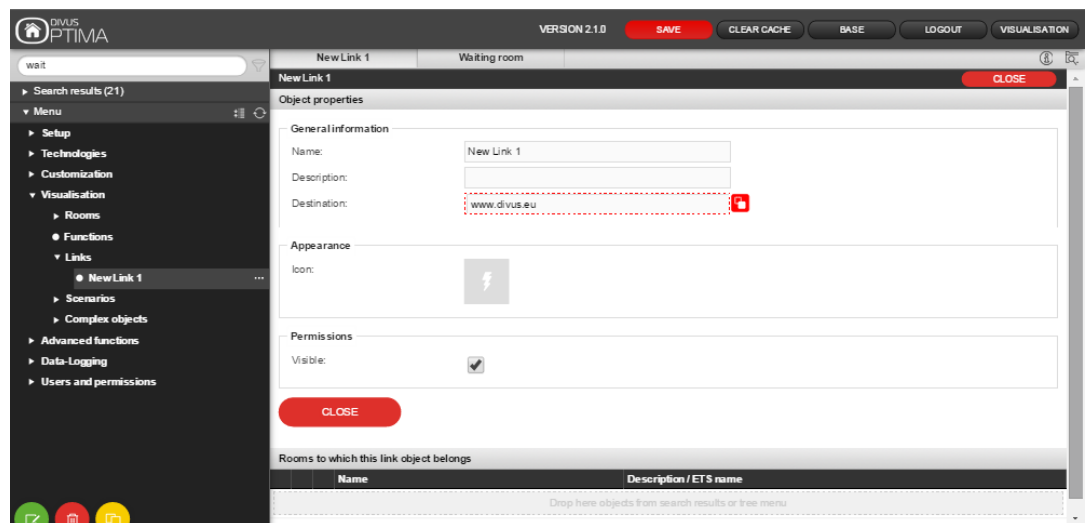 DIVUS
OPTIMA
VERSION 2.1.0
SAVE
CLEAR CACHE
BASE
LOGOUT
VISUALISATION
wait
New Link 1
Waiting room
Search results (21)
New Link 1
CLOSE
Menu
Object properties
Setup
Technologies
Customization
Visualisation
Rooms
Functions
Links
New Link 1
Scenarios
Complex objects
Advanced functions
Data-Logging
Users and permissions
General information
Name:
New Link 1
Description:
Destination:
www.divus.eu
Appearance
Icon:
Permissions
Visible:
CLOSE
Rooms to which this link object belongs
Name
Description / ETS name
Drop here objects from search results or tree menu